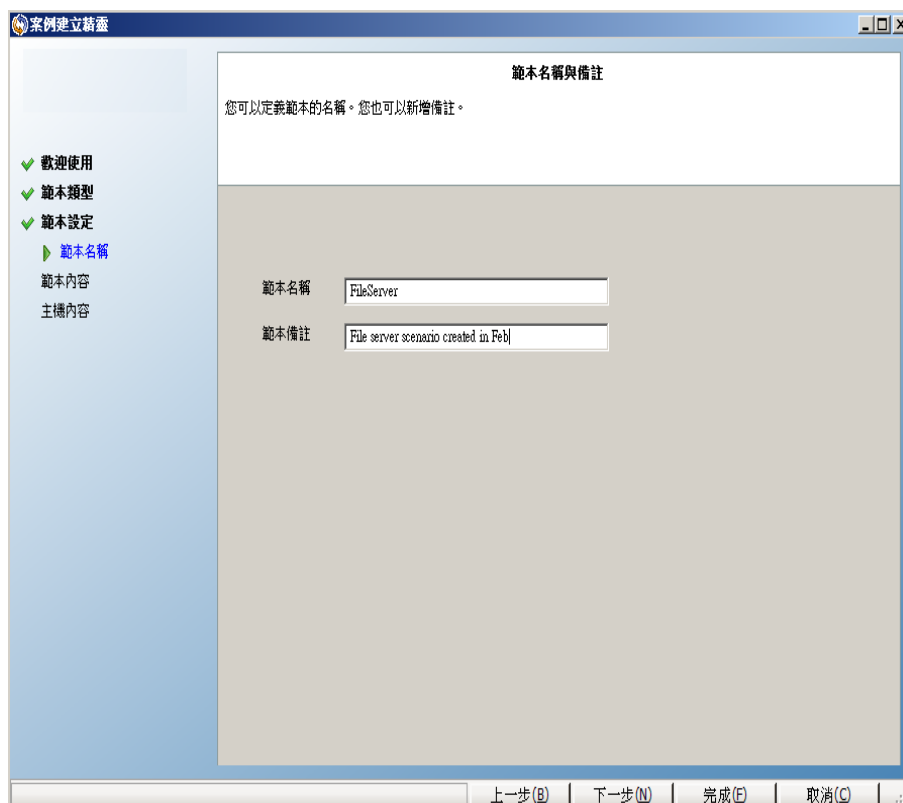 案例建立精靈
範本名稱與備註
您可以定義範本的名稱。您也可以新增備註。
歡迎使用
範本類型
範本設定
範本名稱
範本內容
主機內容
範本名稱 FileServer
範本備註 File server scenario created in Feb
上一步(B) 下一步(N) 完成(F) 取消(C)